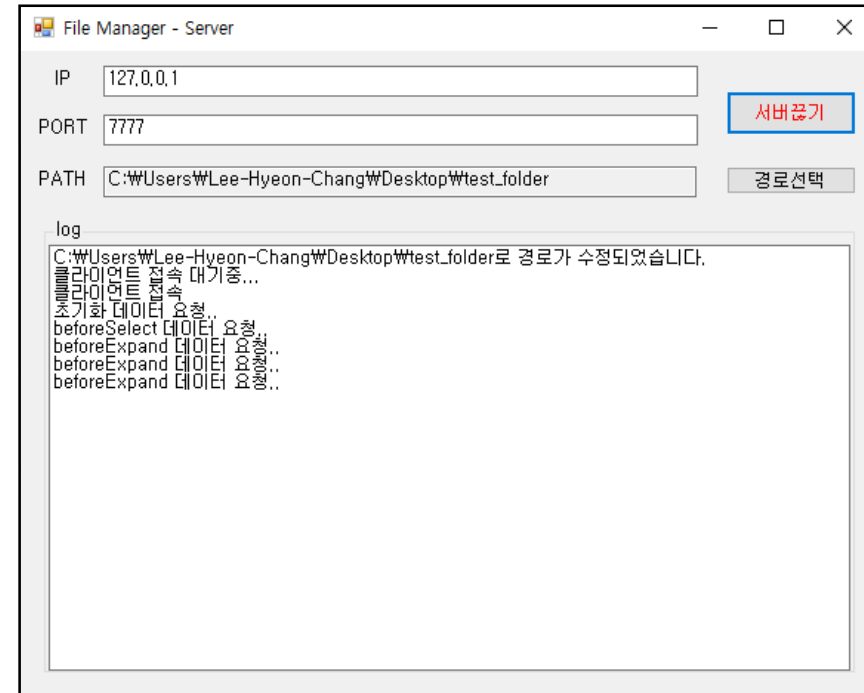 File Manager - Server
IP
127.0.0.1
서버끊기
PORT
7777
PATH
C:₩Users₩Lee-Hyeon-Chang₩Desktop₩test_folder
경로선택
log
C:₩Users₩Lee-Hyeon-Chang₩Desktop₩test_folder로 경로가 수정되었습니다.
클라이언트 접속 대기중...
클라이언트 접속
초기화 데이터 요청..
beforeSelect 데이터 요청..
beforeExpand 데이터 요청..
beforeExpand 데이터 요청..
beforeExpand 데이터 요청..